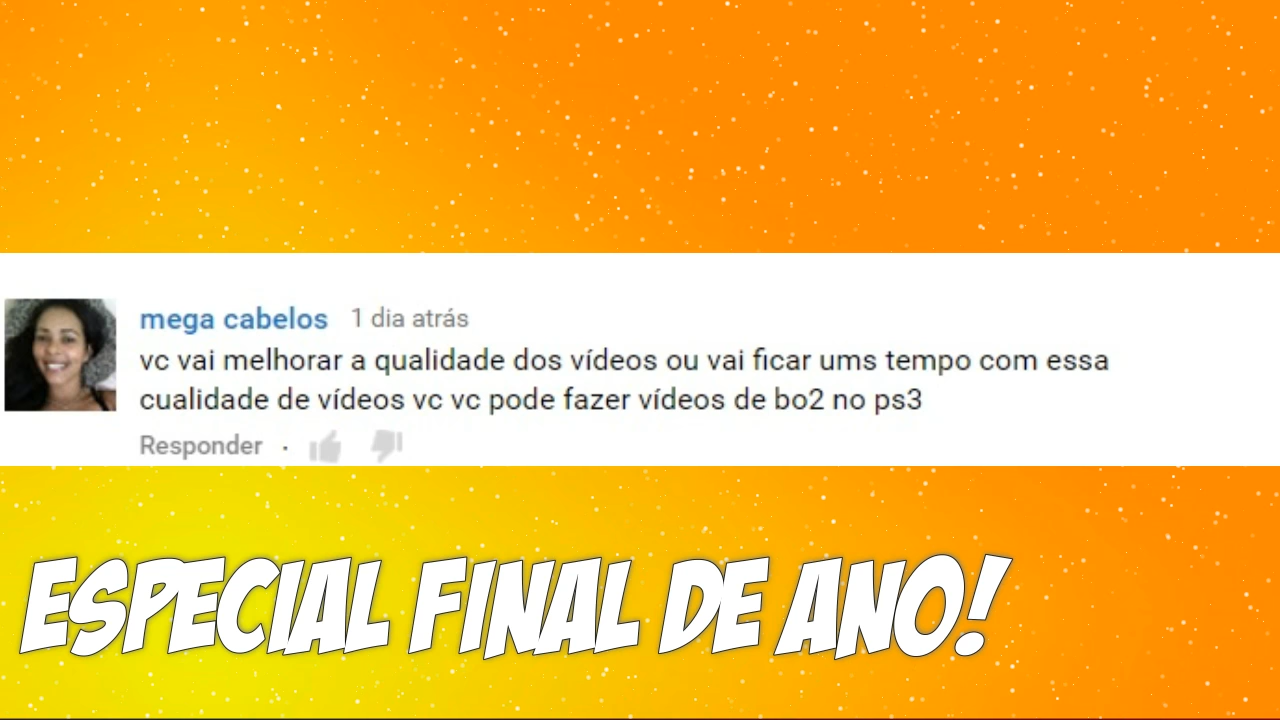 mega cabelos 1 dia atrás
vc vai melhorar a qualidade dos vídeos ou vai ficar ums tempo com essa
cualidade de vídeos vc vc pode fazer vídeos de bo2 no ps3
Responder ·
ESPECIAL FINAL DE ANO!